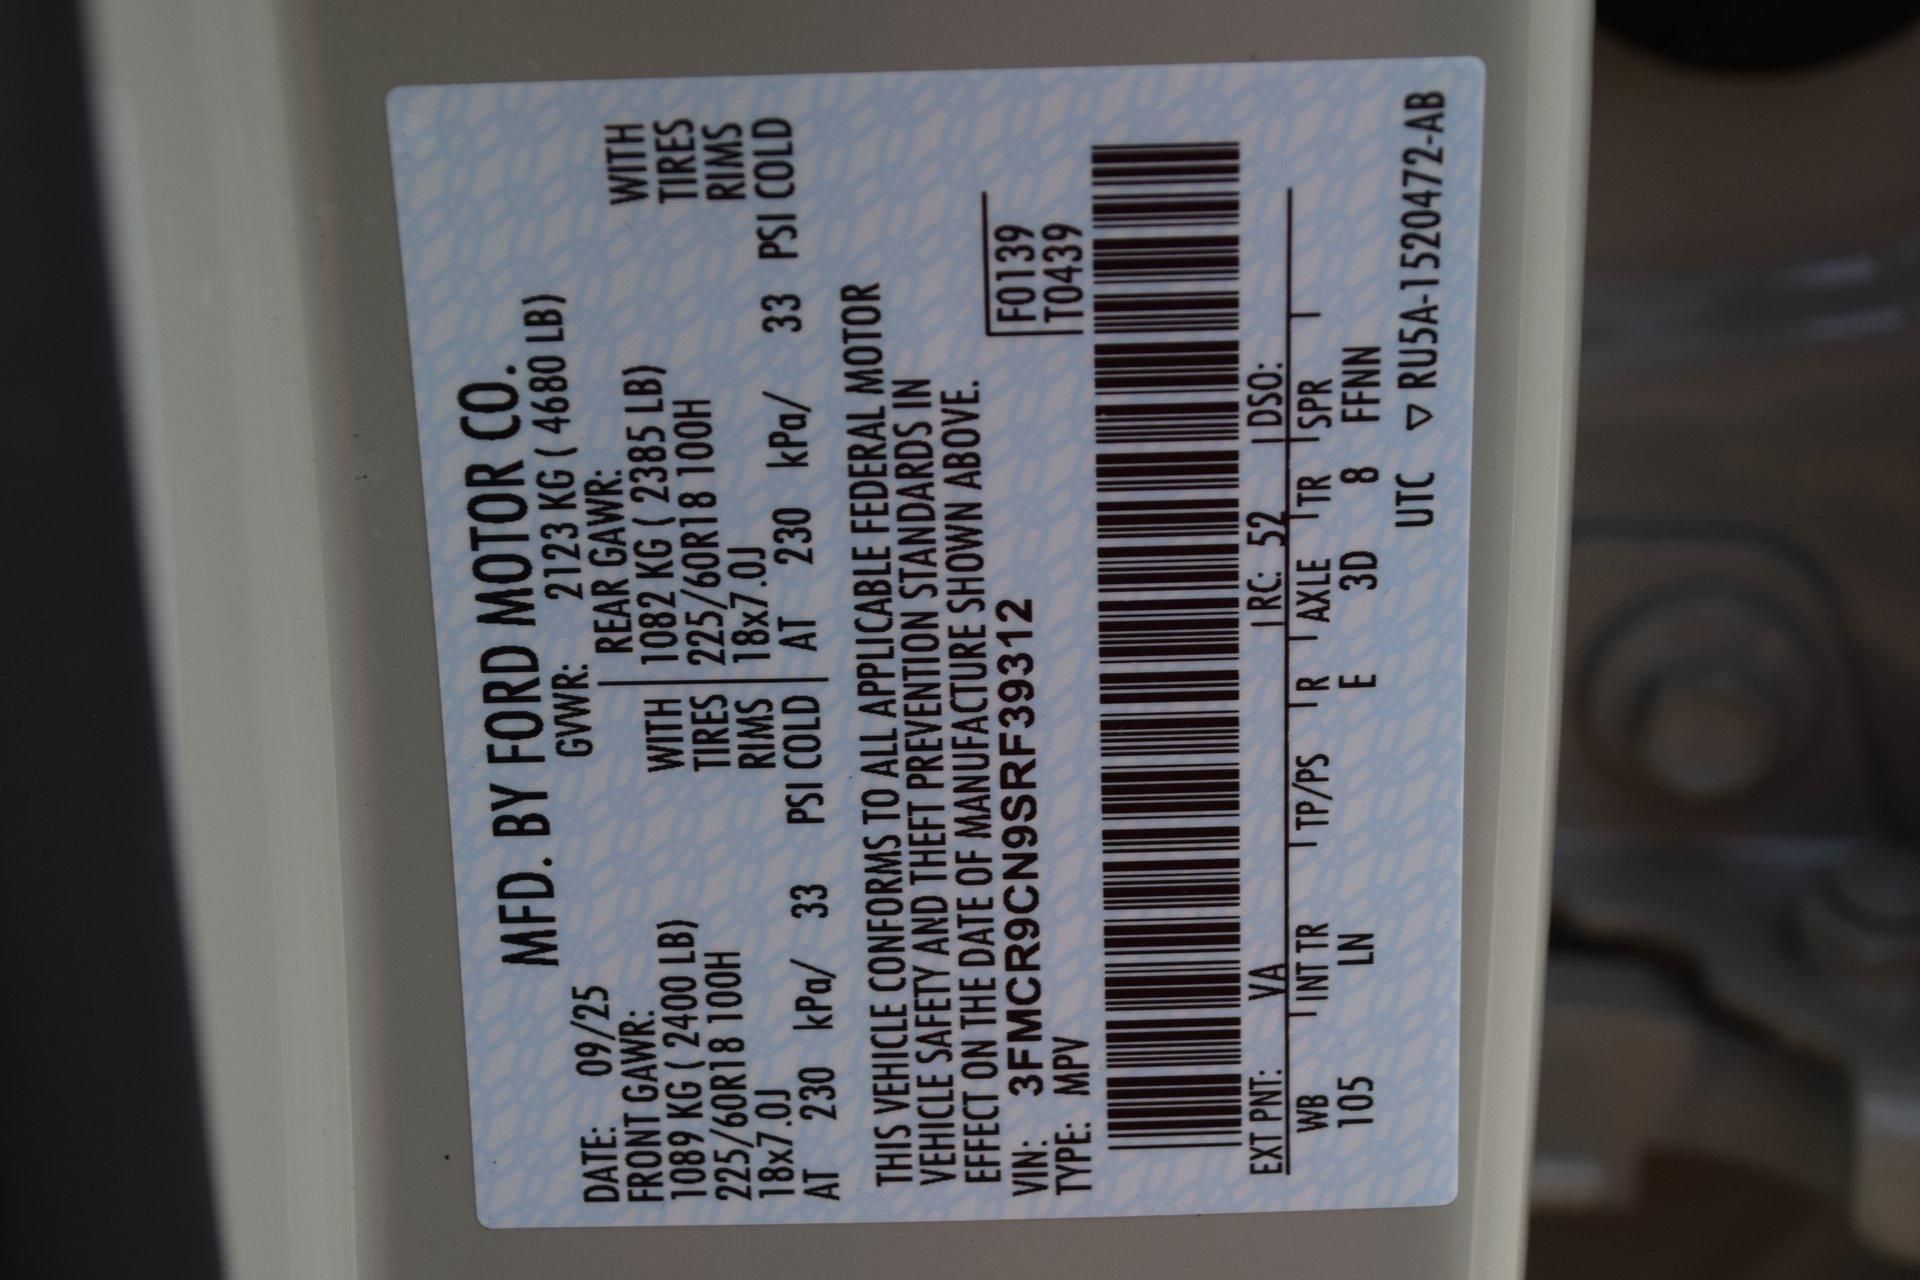 MFD. BY FORD MOTOR CO.
DATE: 09/25 GVWR: 2123 KG ( 4680 LB)
FRONT GAWR: REAR GAWR:
1089 KG ( 2400 LB) WITH 1082 KG ( 2385 LB) WITH
225/60R18 100H TIRES 225/60R18 100H TIRES
18x7.0J RIMS 18x7.0J RIMS
AT 230 kPa/ 33 PSI COLD AT 230 kPa/ 33 PSI COLD
THIS VEHICLE CONFORMS TO ALL APPLICABLE FEDERAL MOTOR
VEHICLE SAFETY AND THEFT PREVENTION STANDARDS IN
EFFECT ON THE DATE OF MANUFACTURE SHOWN ABOVE.
VIN: 3FMCR9CN9SRF39312 F0139
TYPE: MPV T0439
EXT PNT: VA RC: 52 DSO:
WB INT TR TP/PS R AXLE TR SPR
105 LN E 3D 8 FFNN
UTC ▽ RU5A-1520472-AB